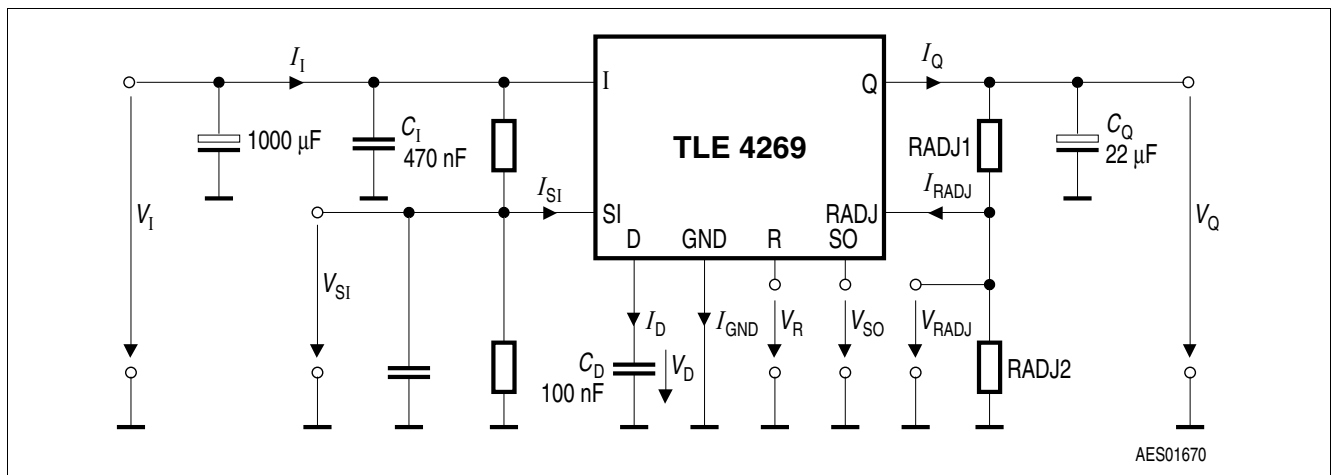 I_I
I_Q
I
Q
1000 μF
C_I
470 nF
TLE 4269
RADJ1
C_Q
22 μF
I_RADJ
I_SI
SI
RADJ
V_I
V_Q
D
GND
R
SO
V_SI
I_D
I_GND
V_R
V_SO
V_RADJ
C_D
100 nF
V_D
RADJ2
AES01670